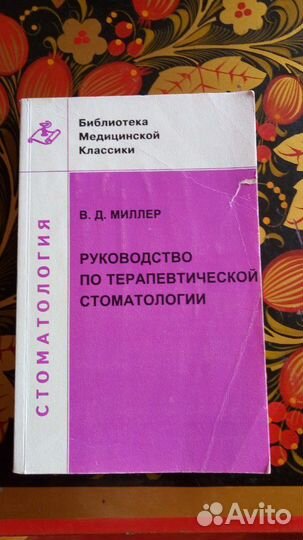 Библиотека
Медицинской
Классики
В. Д. МИЛЛЕР
РУКОВОДСТВО
ПО ТЕРАПЕВТИЧЕСКОЙ
СТОМАТОЛОГИИ
СТОМАТОЛОГИЯ
Avito